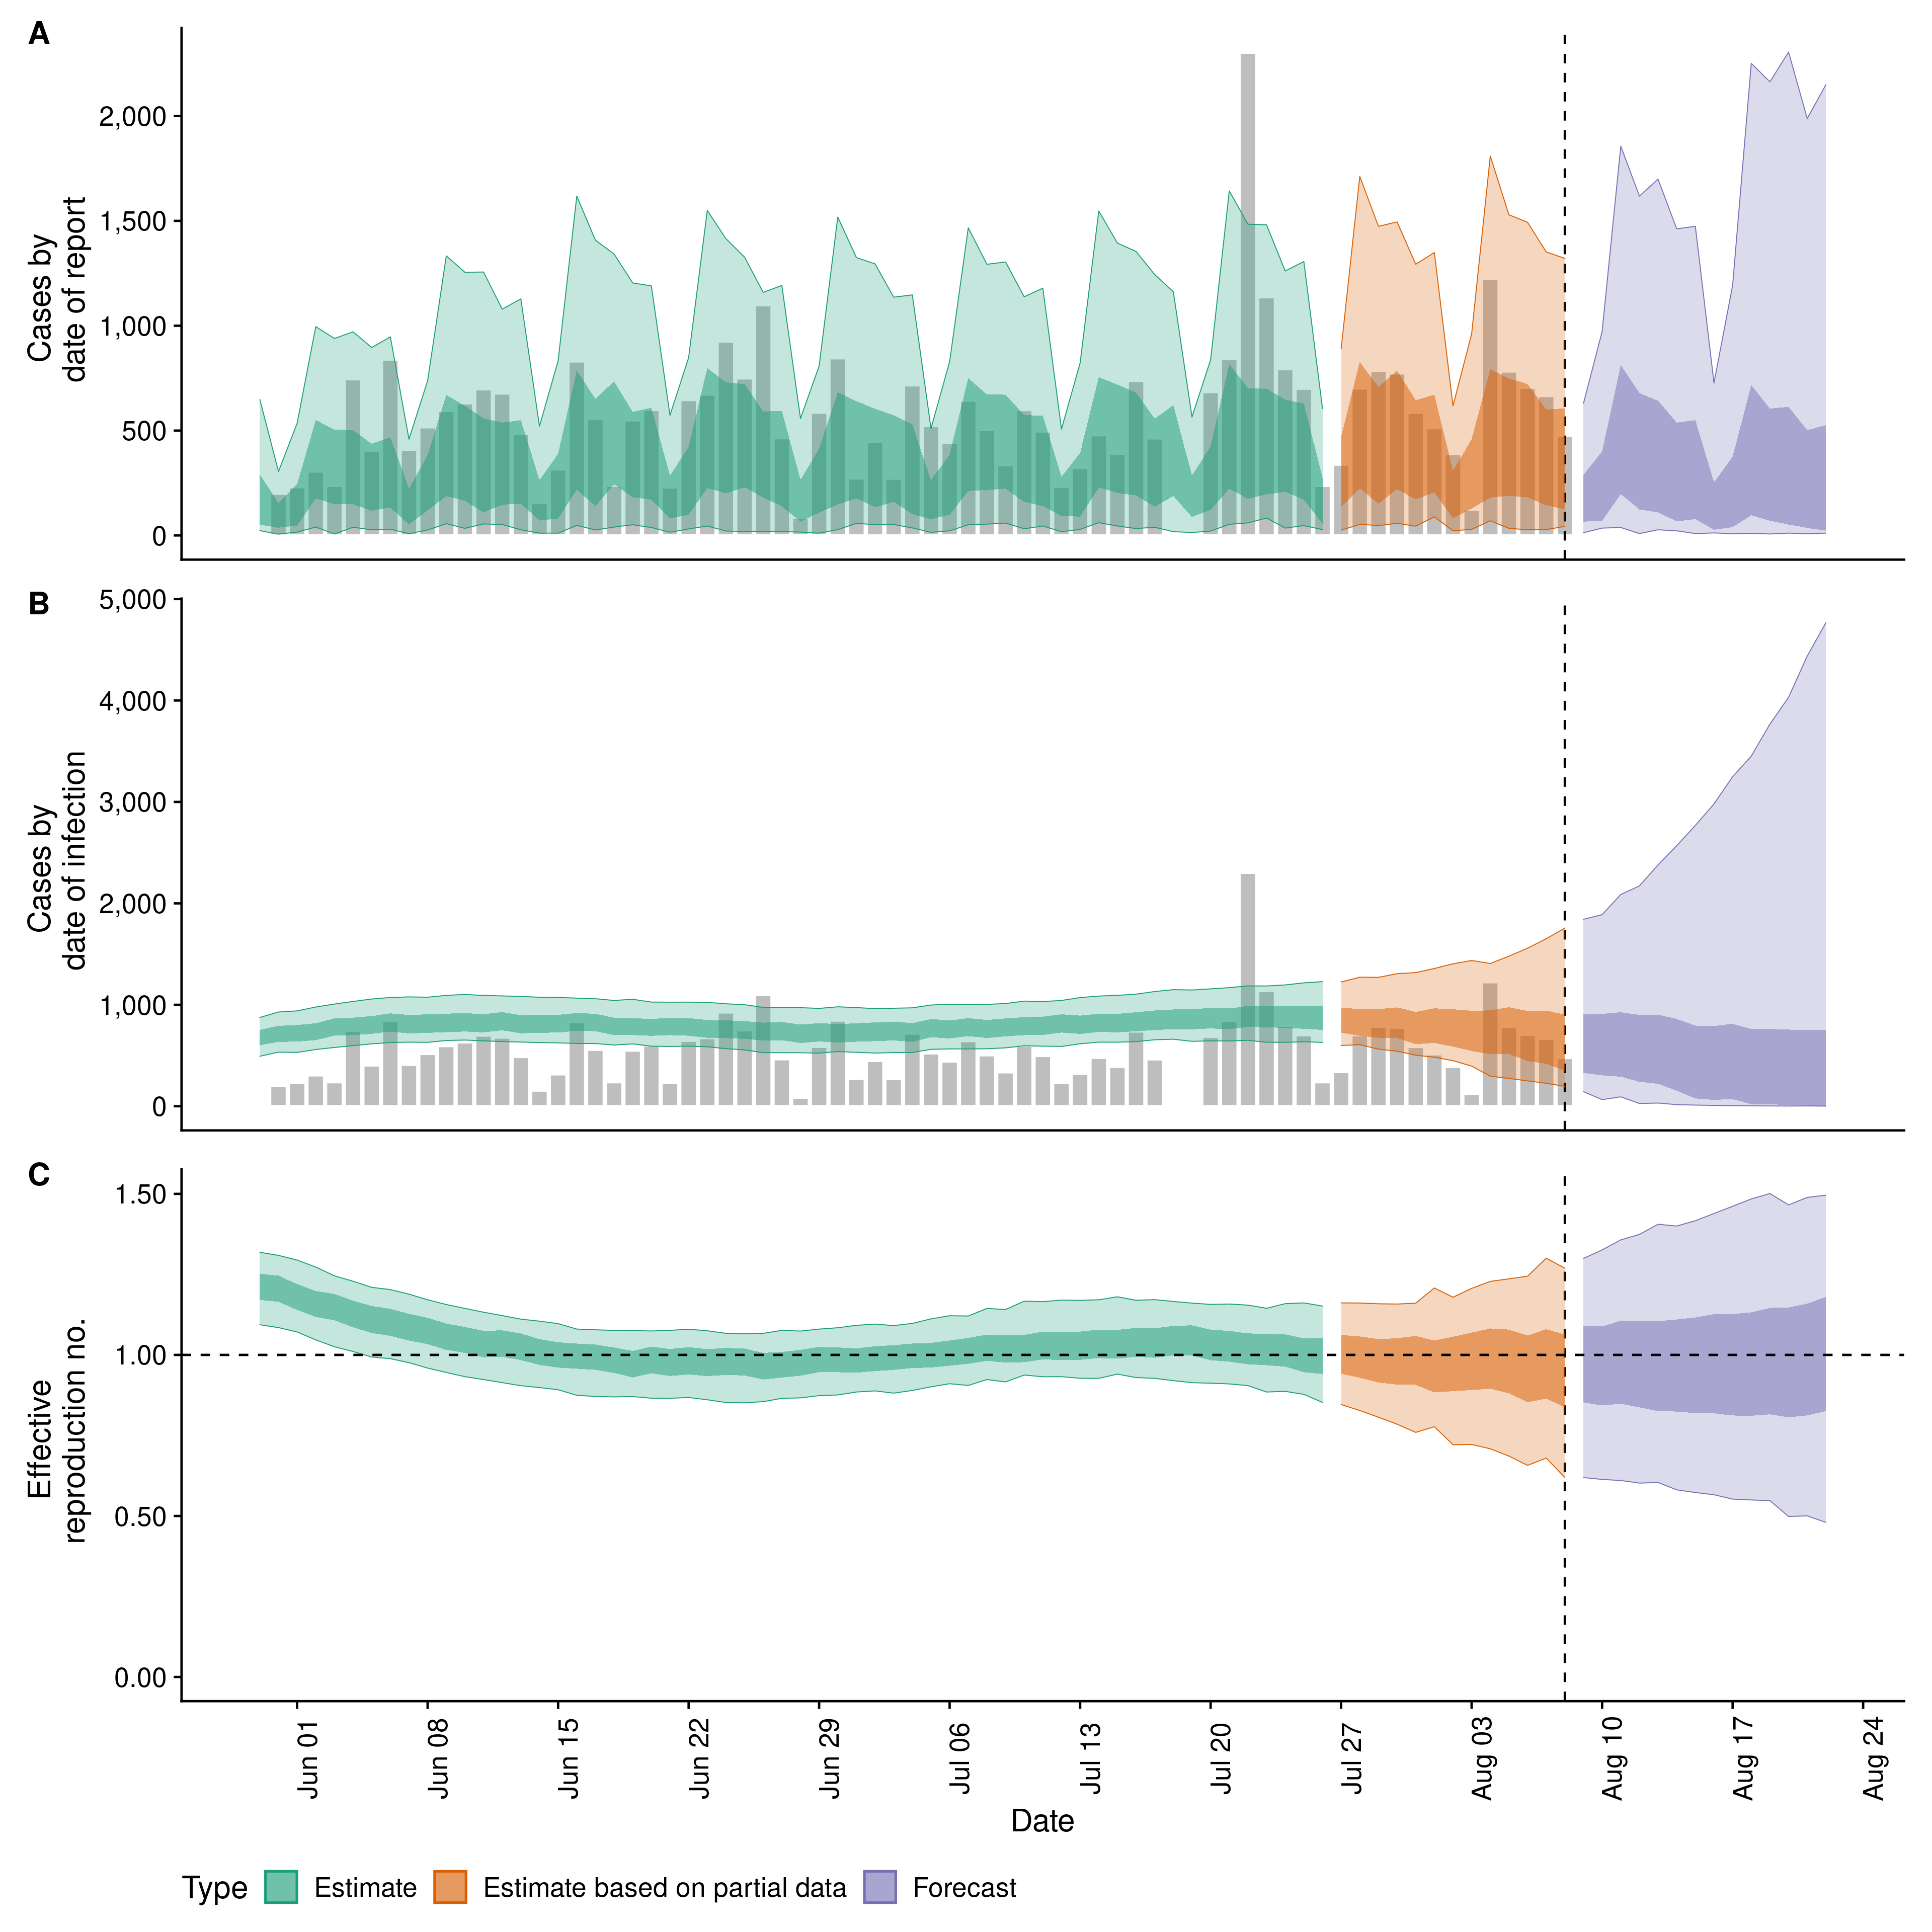 A
Cases by
date of report
2,000
1,500
1,000
500
0
B
Cases by
date of infection
5,000
4,000
3,000
2,000
1,000
0
C
Effective
reproduction no.
1.50
1.00
0.50
0.00
Jun 01
Jun 08
Jun 15
Jun 22
Jun 29
Jul 06
Jul 13
Jul 20
Jul 27
Aug 03
Aug 10
Aug 17
Aug 24
Date
Type Estimate Estimate based on partial data Forecast